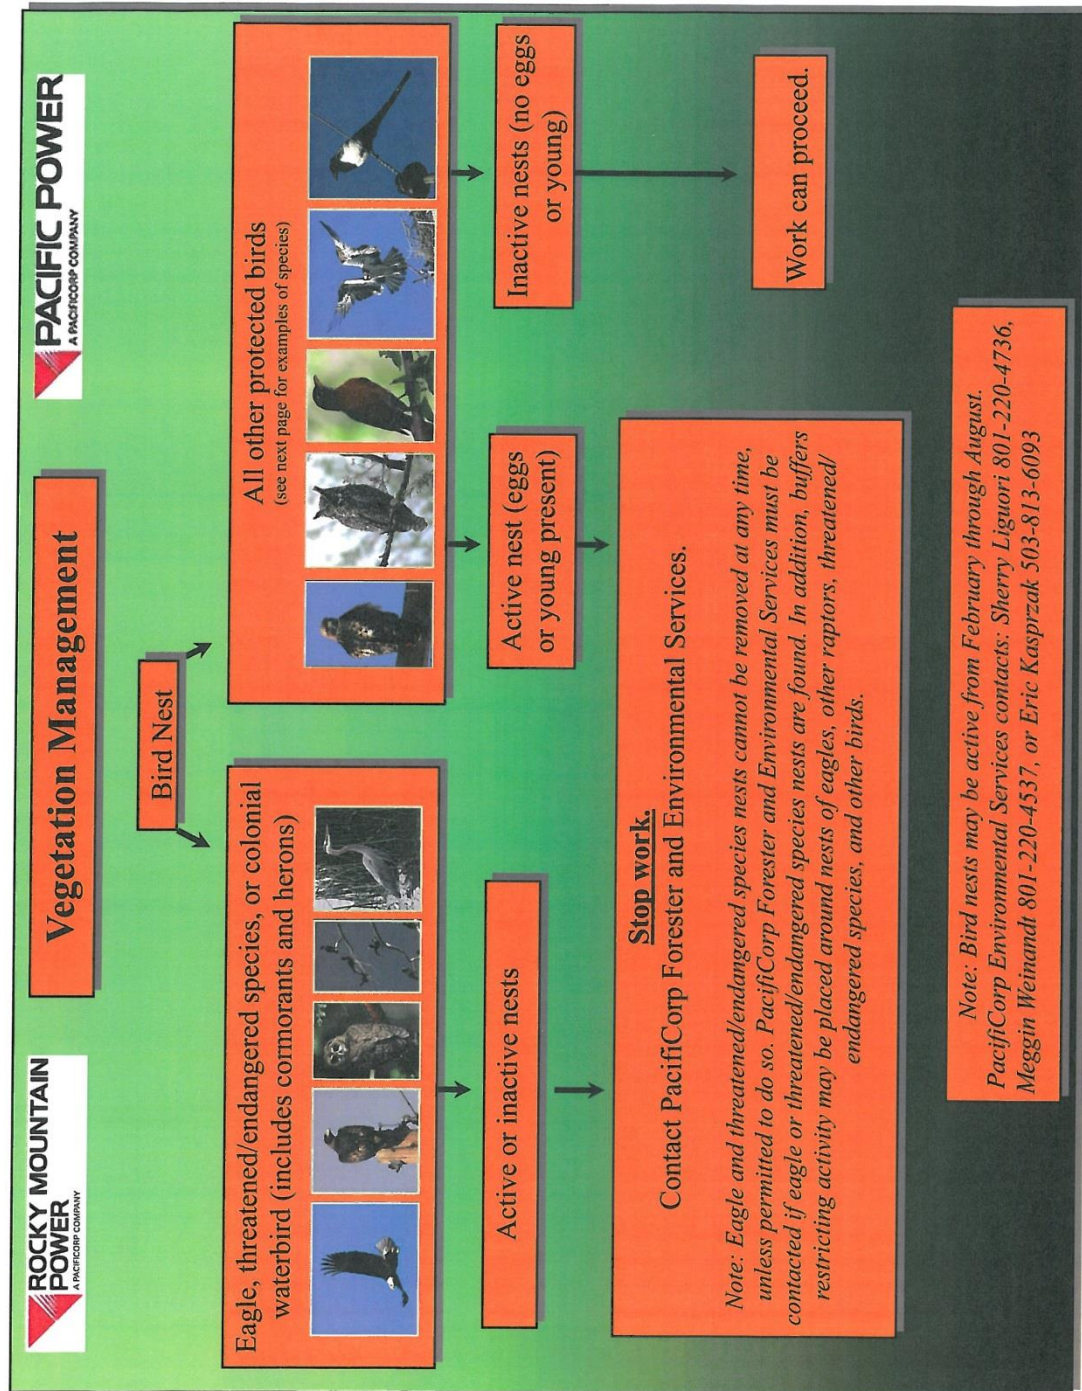 ROCKY MOUNTAIN
POWER
A PACIFICORP COMPANY
Vegetation Management
PACIFIC POWER
A PACIFICORP COMPANY
Bird Nest
Eagle, threatened/endangered species, or colonial
waterbird (includes cormorants and herons)
All other protected birds
(see next page for examples of species)
Active or inactive nests
Active nest (eggs
or young present)
Inactive nests (no eggs
or young)
Stop work.
Contact PacifiCorp Forester and Environmental Services.
Note: Eagle and threatened/endangered species nests cannot be removed at any time,
unless permitted to do so. PacifiCorp Forester and Environmental Services must be
contacted if eagle or threatened/endangered species nests are found. In addition, buffers
restricting activity may be placed around nests of eagles, other raptors, threatened/
endangered species, and other birds.
Work can proceed.
Note: Bird nests may be active from February through August.
PacifiCorp Environmental Services contacts: Sherry Liguori 801-220-4736,
Meggin Weinandt 801-220-4537, or Eric Kasprzak 503-813-6093